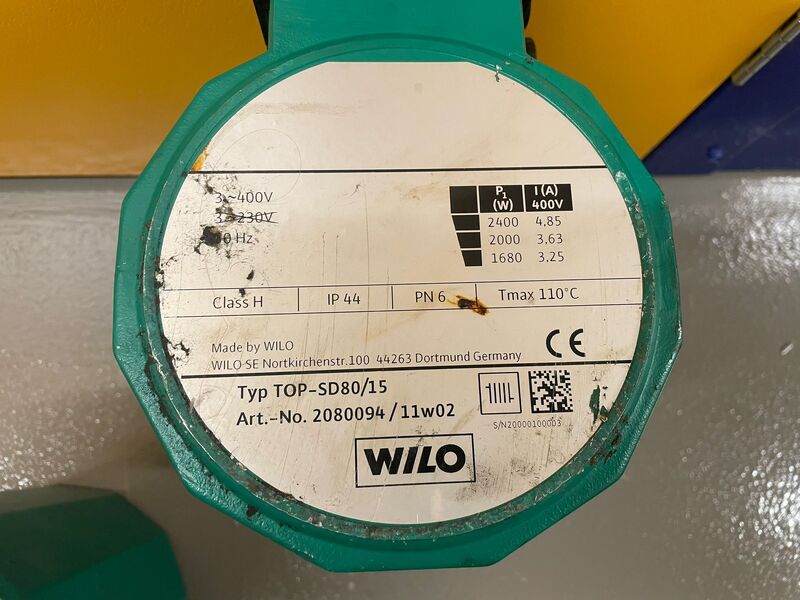 3 ~400V
3 ~230V
Hz
P1 (W) I (A) 400V
2400 4.85
2000 3,63
1680 3,25
Class H IP 44 PN 6 Tmax 110°C
Made by WILO
WILO-SE Nortkirchenstr.100 44263 Dortmund Germany
CE
Typ TOP-SD80/15
Art.-No. 2080094 / 11w02
S/N20000100003
WILO